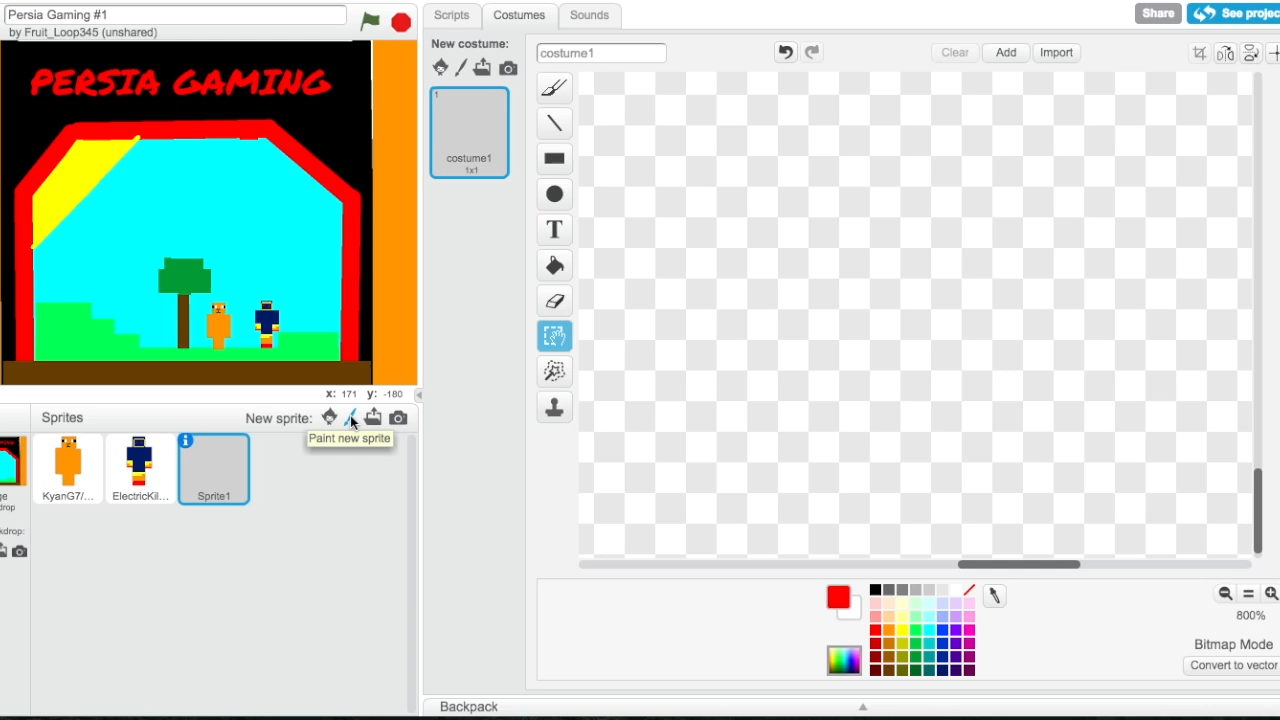 Persia Gaming #1
by Fruit_Loop345 (unshared)
PERSIA GAMING
x: 171 y: -180
Sprites
New sprite:
Paint new sprite
KyanG7/...
ElectricKil...
Sprite1
Scripts
Costumes
Sounds
Share
New costume:
1
costume1
1x1
costume1
Clear
Add
Import
T
800%
Bitmap Mode
Convert to vector
Backpack